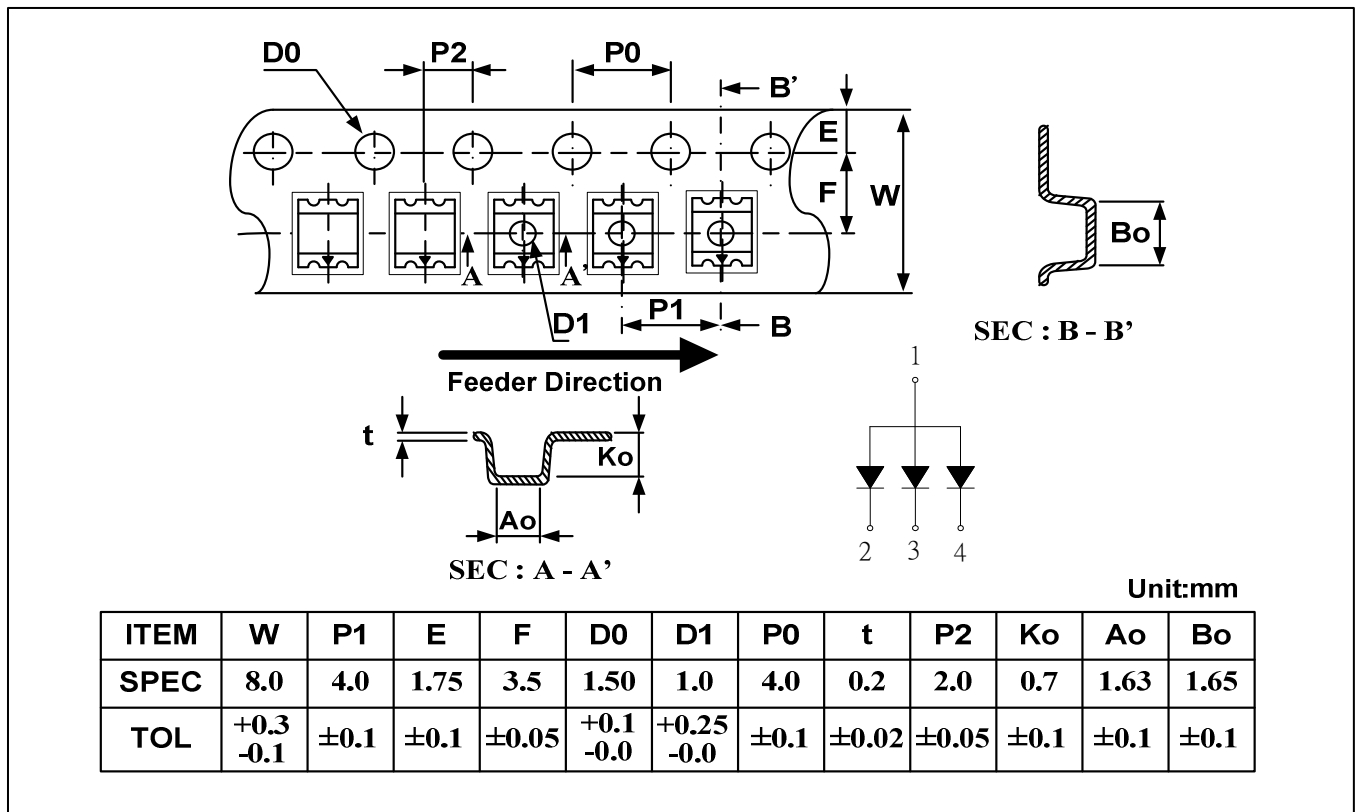 D0 P2 P0 B’
E
F
W
A A’
D1 P1 B
Feeder Direction
Bo
SEC : B - B’
t
Ko
Ao
SEC : A - A’
1
2 3 4
Unit:mm
ITEM W P1 E F D0 D1 P0 t P2 Ko Ao Bo
SPEC 8.0 4.0 1.75 3.5 1.50 1.0 4.0 0.2 2.0 0.7 1.63 1.65
TOL +0.3 -0.1 ±0.1 ±0.1 ±0.05 +0.1 -0.0 +0.25 -0.0 ±0.1 ±0.02 ±0.05 ±0.1 ±0.1 ±0.1